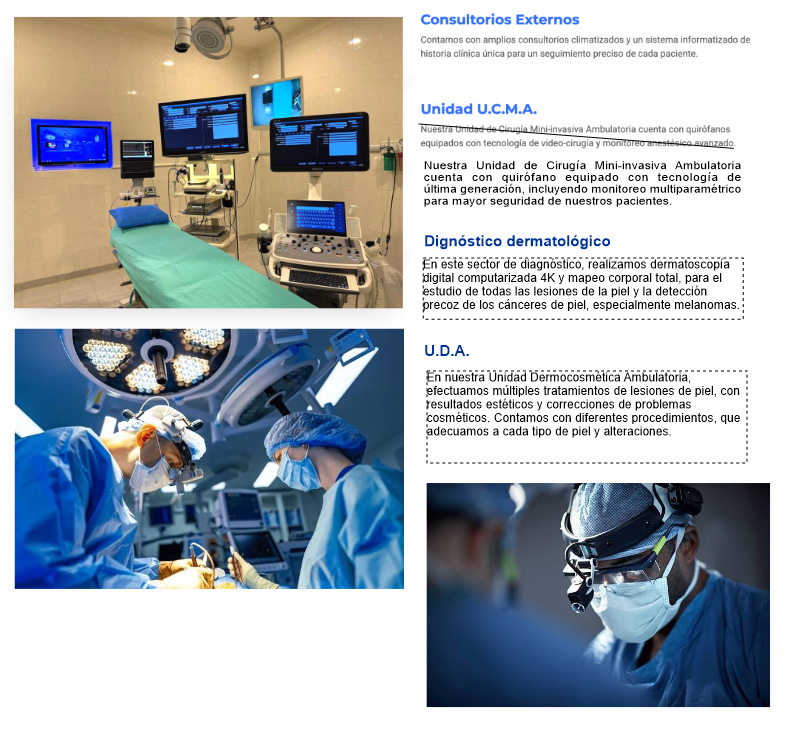 Consultorios Externos
Contamos con amplios consultorios climatizados y un sistema informatizado de
historia clínica única para un seguimiento preciso de cada paciente.
Unidad U.C.M.A.
Nuestra Unidad de Cirugía Mini-invasiva Ambulatoria cuenta con quirófanos
equipados con tecnología de video-cirugía y monitoreo anestésico avanzado.
Nuestra Unidad de Cirugía Mini-invasiva Ambulatoria
cuenta con quirófano equipado con tecnología de
última generación, incluyendo monitoreo multiparamétrico
para mayor seguridad de nuestros pacientes.
Dignóstico dermatológico
En este sector de diagnóstico, realizamos dermatoscopía
digital computarizada 4K y mapeo corporal total, para el
estudio de todas las lesiones de la piel y la detección
precoz de los cánceres de piel, especialmente melanomas.
U.D.A.
En nuestra Unidad Dermocosmética Ambulatoria,
efectuamos múltiples tratamientos de lesiones de piel, con
resultados estéticos y correcciones de problemas
cosméticos. Contamos con diferentes procedimientos, que
adecuamos a cada tipo de piel y alteraciones.